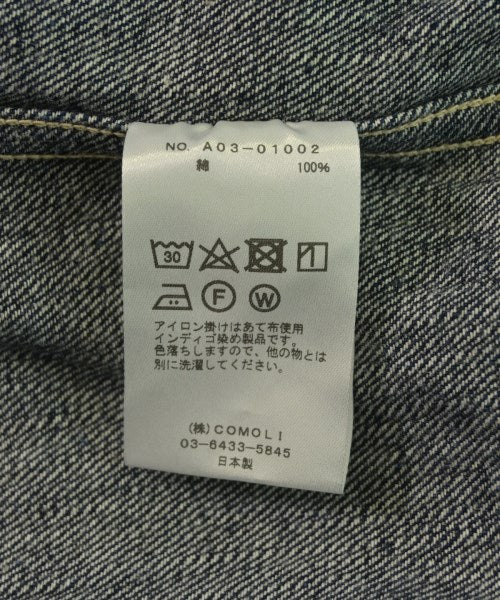 NO. A03-01002
綿 100%
30
F W
アイロン掛けはあて布使用
インディゴ染め製品です。
色落ちしますので、他の物とは
別に洗濯してください。
(株)COMOLI
03-6433-5845
日本製